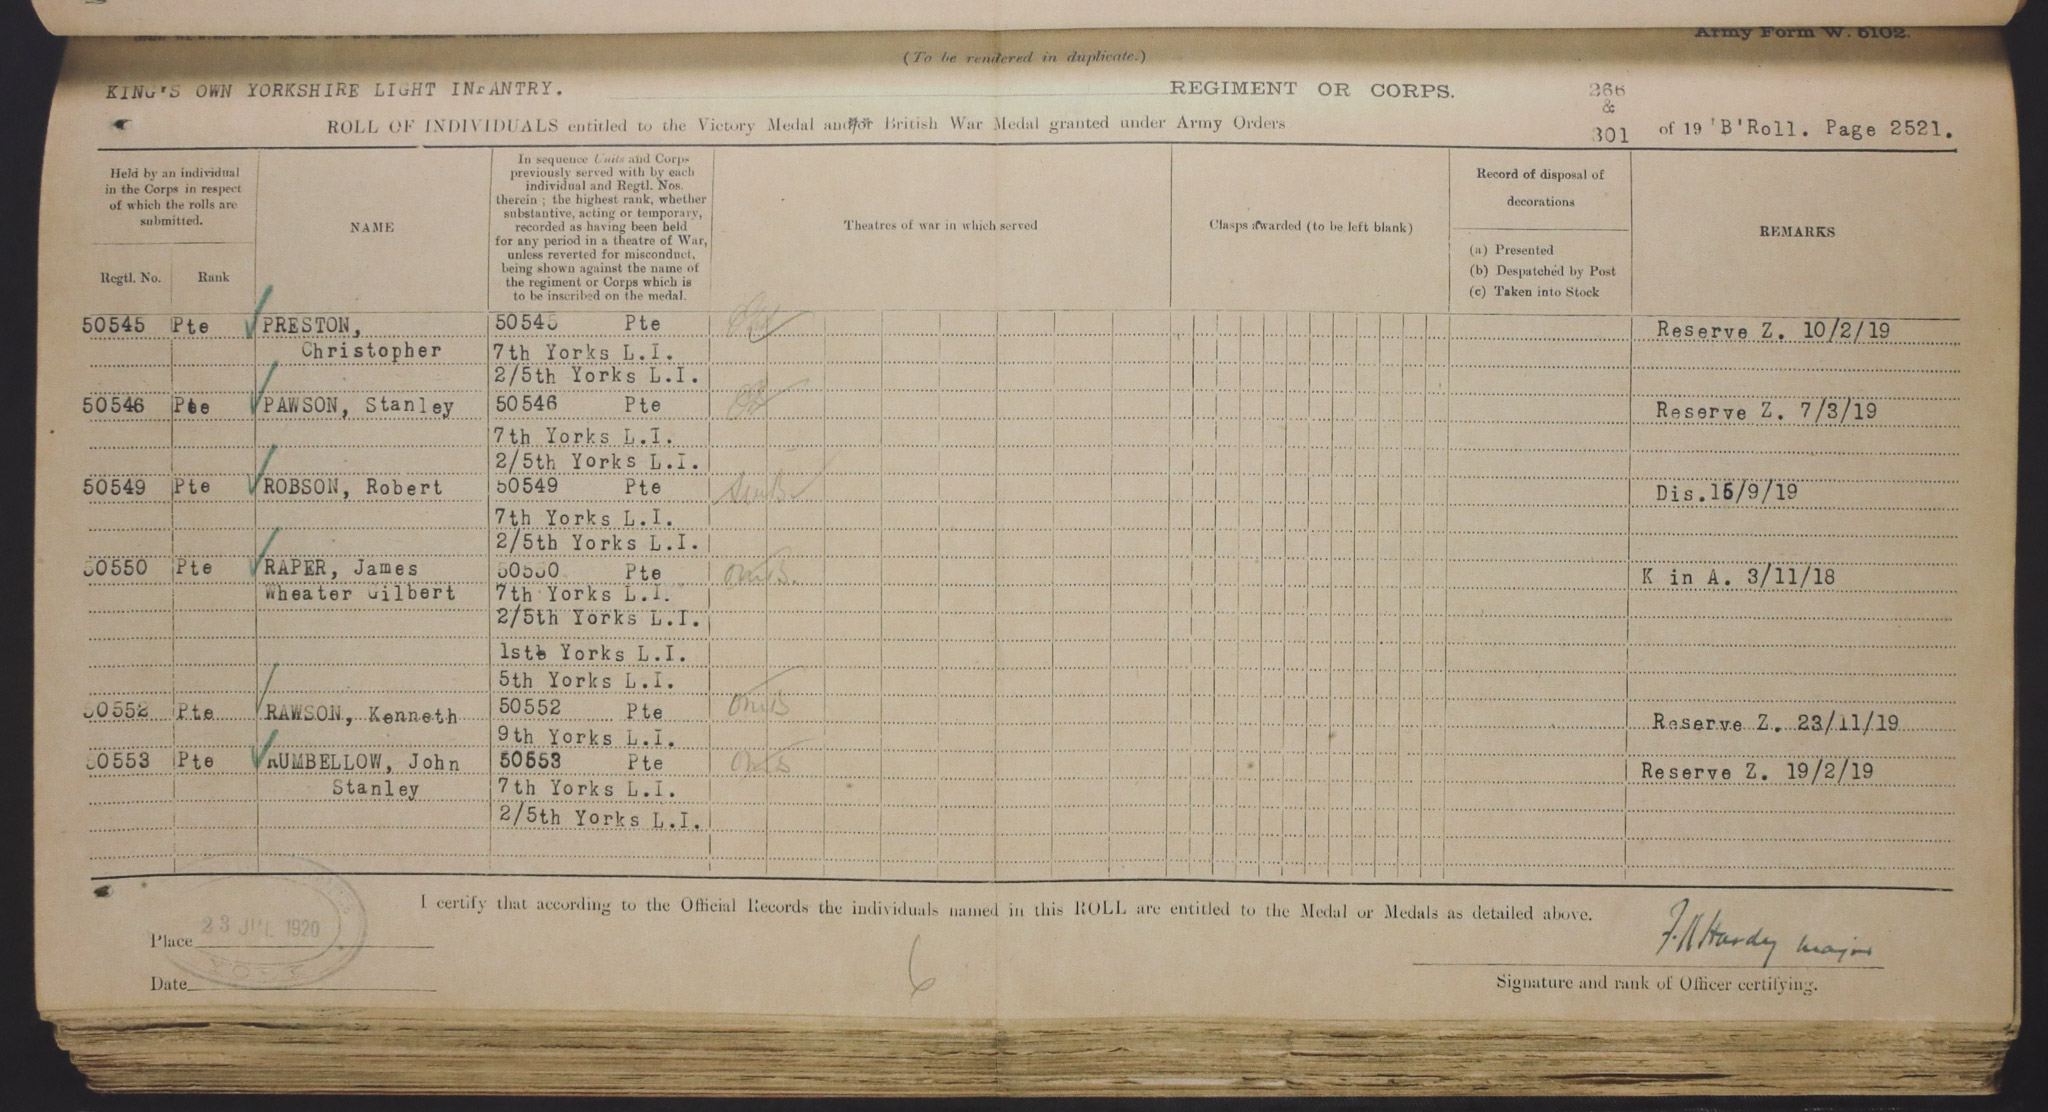 Army Form W. 5102.
(To be rendered in duplicate.)
KING'S OWN YORKSHIRE LIGHT INFANTRY. REGIMENT OR CORPS.
266
&
301
ROLL OF INDIVIDUALS entitled to the Victory Medal and/or British War Medal granted under Army Orders of 19 'B'Roll. Page 2521.
Held by an individual
in the Corps in respect
of which the rolls are
submitted.
Regtl. No. Rank
NAME
In sequence Units and Corps
previously served with by each
individual and Regtl. Nos.
therein ; the highest rank, whether
substantive, acting or temporary,
recorded as having been held
for any period in a theatre of War,
unless reverted for misconduct,
being shown against the name of
the regiment or Corps which is
to be inscribed on the medal.
Theatres of war in which served
Clasps awarded (to be left blank)
Record of disposal of
decorations
(a) Presented
(b) Despatched by Post
(c) Taken into Stock
REMARKS
50545 Pte PRESTON, 50545 Pte Reserve Z. 10/2/19
Christopher 7th Yorks L.I.
2/5th Yorks L.I.
50546 Pte PAWSON, Stanley 50546 Pte Reserve Z. 7/3/19
7th Yorks L.I.
2/5th Yorks L.I.
50549 Pte ROBSON, Robert 50549 Pte Dis.15/9/19
7th Yorks L.I.
2/5th Yorks L.I.
50550 Pte RAPER, James 50550 Pte K in A. 3/11/18
Wheater Gilbert 7th Yorks L.I.
2/5th Yorks L.I.
1st Yorks L.I.
5th Yorks L.I.
50552 Pte RAWSON, Kenneth 50552 Pte Reserve Z. 23/11/19
9th Yorks L.I.
50553 Pte RUMBELLOW, John 50553 Pte Reserve Z. 19/2/19
Stanley 7th Yorks L.I.
2/5th Yorks L.I.
I certify that according to the Official Records the individuals named in this ROLL are entitled to the Medal or Medals as detailed above.
23 JUL 1920
YORK
Place
Date
6
Hardy Major
Signature and rank of Officer certifying.